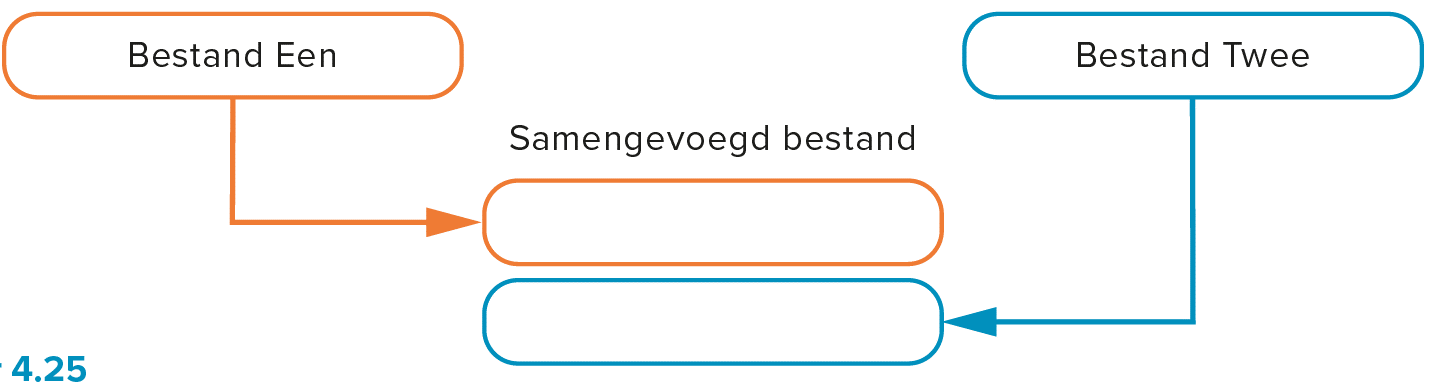 Bestand Een
Bestand Twee
Samengevoegd bestand
4.25